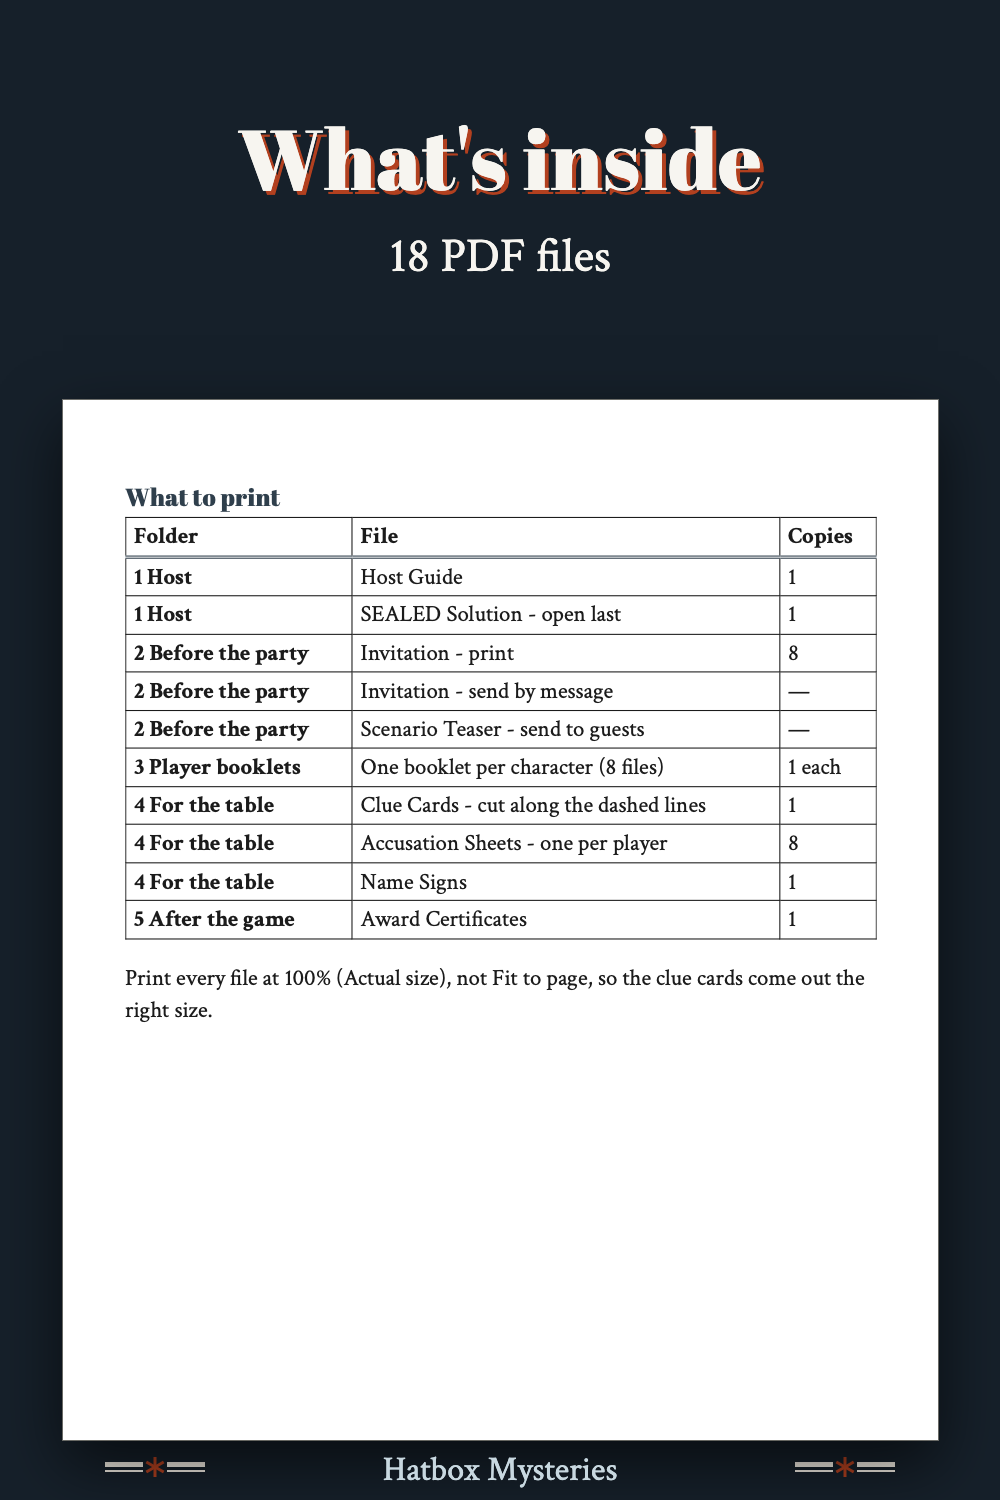 What's inside
18 PDF files
What to print
Folder File Copies
1 Host Host Guide 1
1 Host SEALED Solution - open last 1
2 Before the party Invitation - print 8
2 Before the party Invitation - send by message —
2 Before the party Scenario Teaser - send to guests —
3 Player booklets One booklet per character (8 files) 1 each
4 For the table Clue Cards - cut along the dashed lines 1
4 For the table Accusation Sheets - one per player 8
4 For the table Name Signs 1
5 After the game Award Certificates 1
Print every file at 100% (Actual size), not Fit to page, so the clue cards come out the
right size.
Hatbox Mysteries